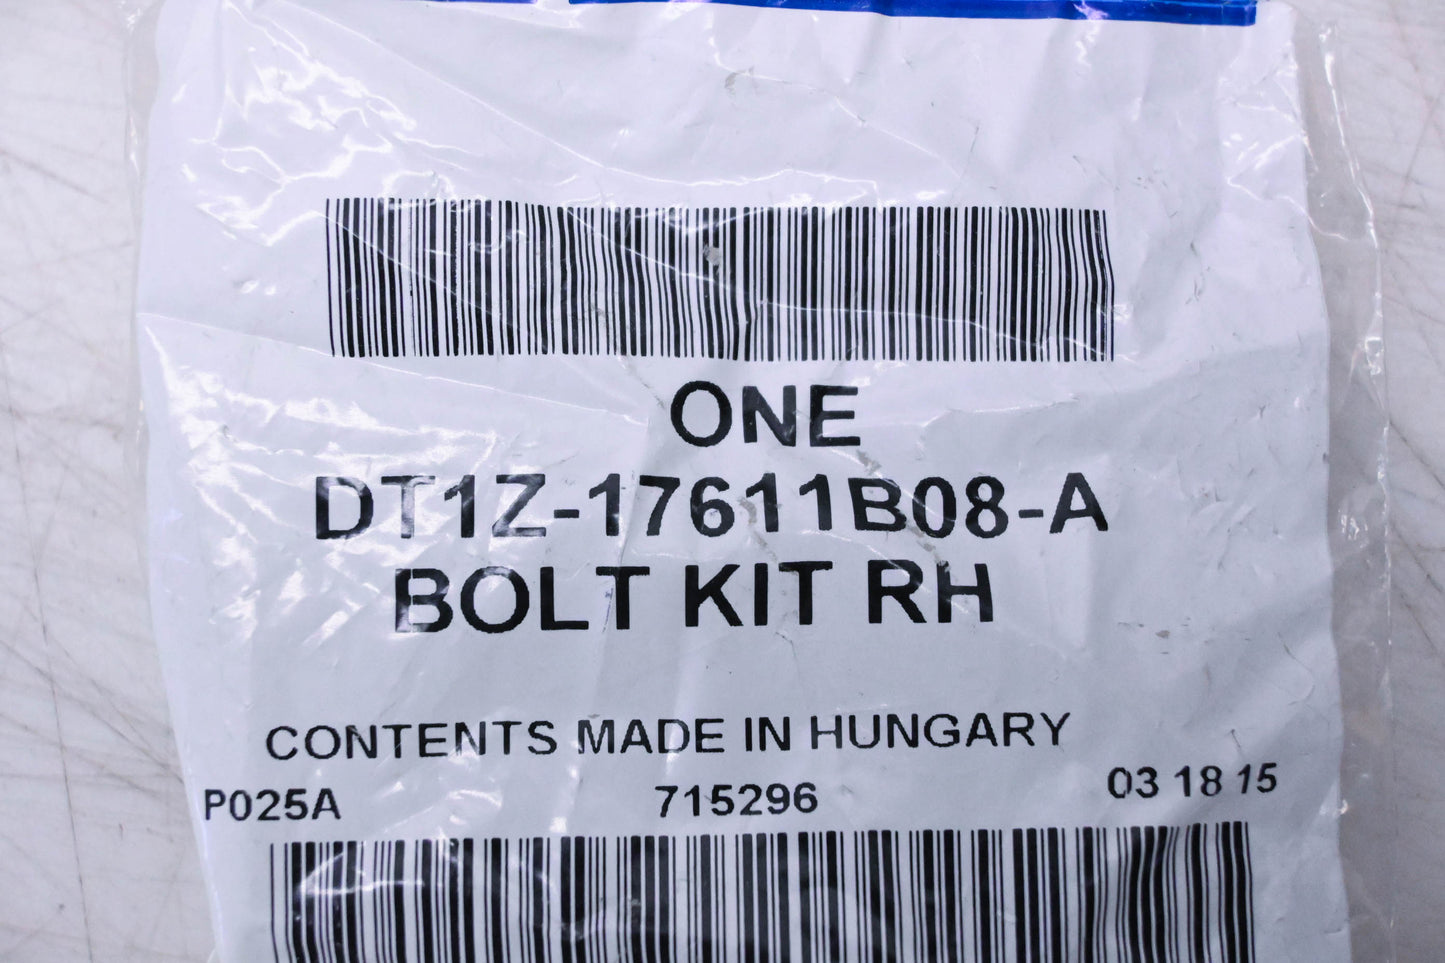 ONE
DT1Z-17611B08-A
BOLT KIT RH
CONTENTS MADE IN HUNGARY
P025A 715296 03 18 15